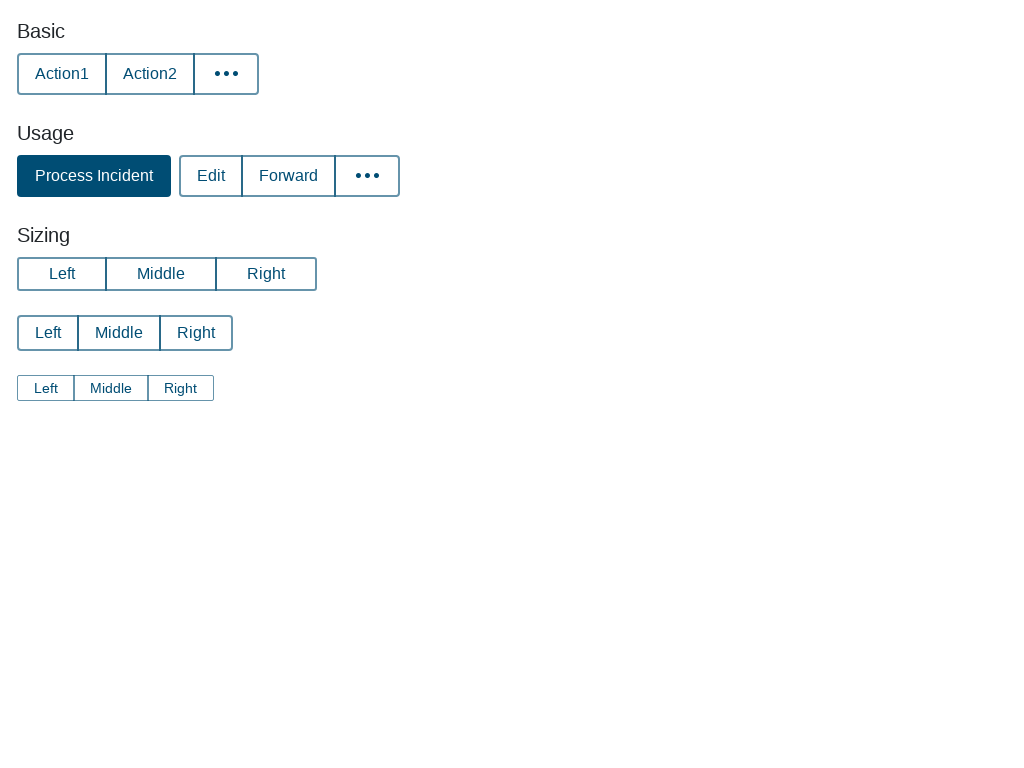 Basic
Action1 Action2 •••
Usage
Process Incident Edit Forward •••
Sizing
Left Middle Right
Left Middle Right
Left Middle Right